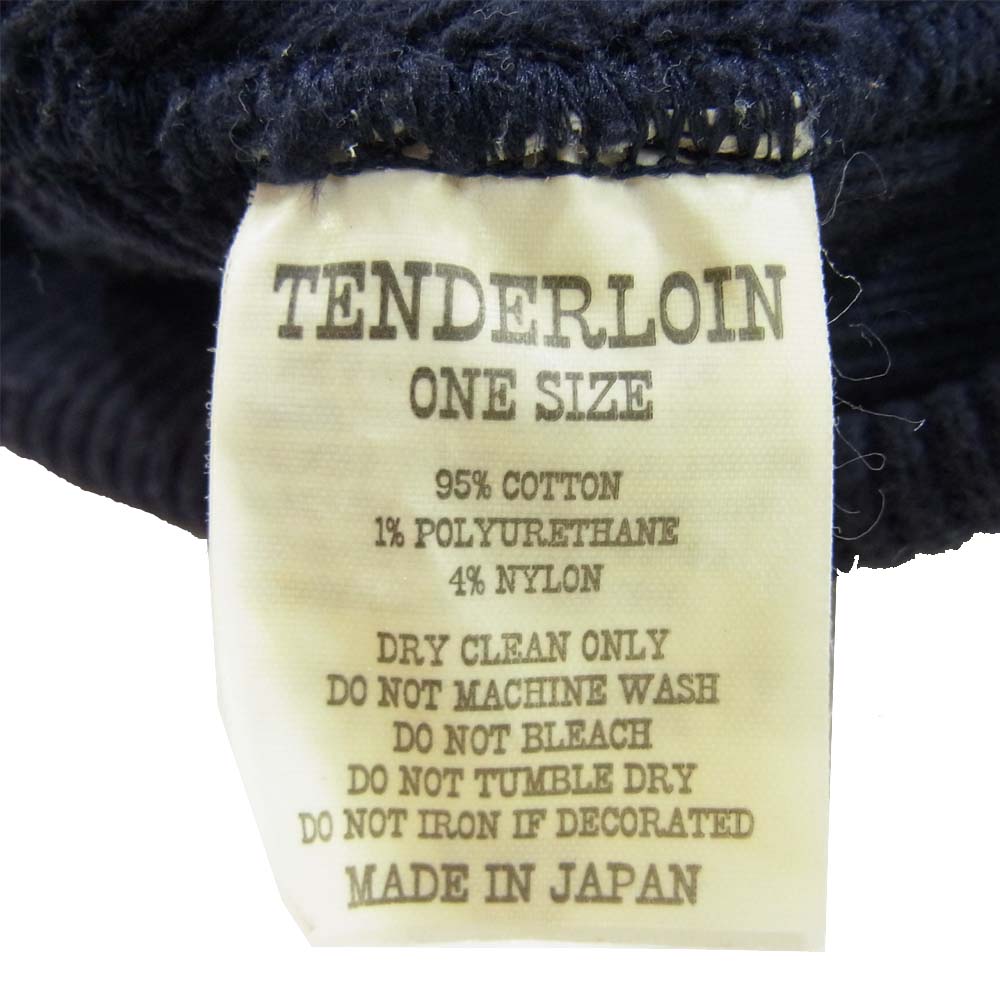 TENDERLOIN
ONE SIZE
95% COTTON
1% POLYURETHANE
4% NYLON
DRY CLEAN ONLY
DO NOT MACHINE WASH
DO NOT BLEACH
DO NOT TUMBLE DRY
DO NOT IRON IF DECORATED
MADE IN JAPAN